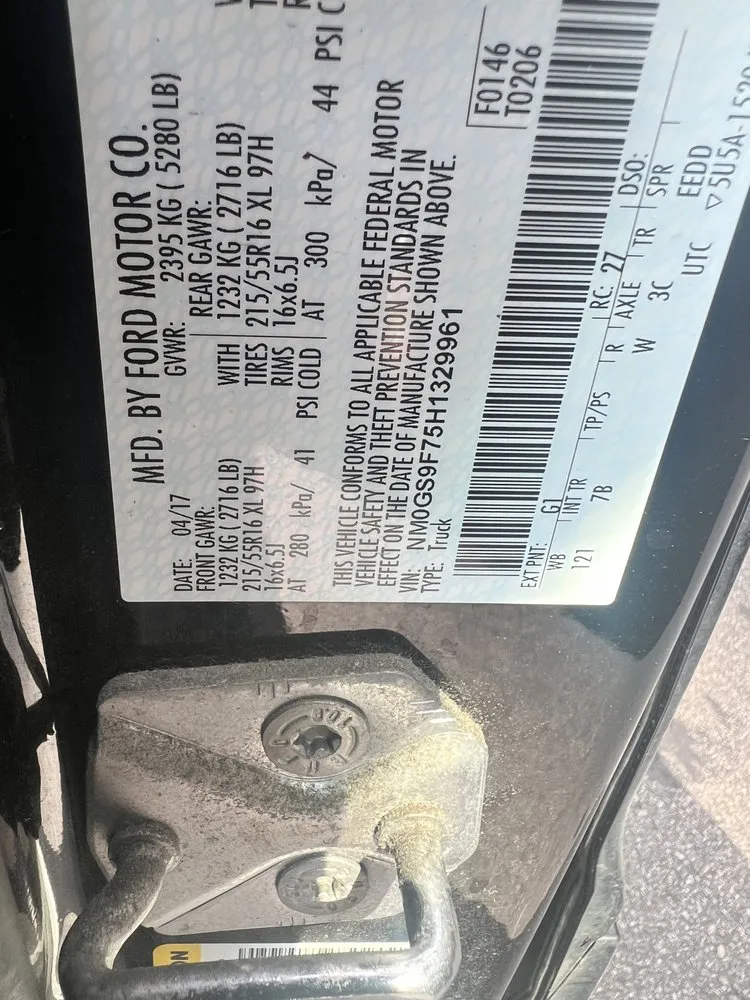 MFD. BY FORD MOTOR CO.
DATE: 04/17
GVWR: 2395 KG ( 5280 LB)
FRONT GAWR:
REAR GAWR:
1232 KG ( 2716 LB)
WITH
1232 KG ( 2716 LB)
215/55R16 XL 97H
TIRES
215/55R16 XL 97H
16x6.5J
RIMS
16x6.5J
AT 280 kPa/ 41 PSI COLD
AT 300 kPa/ 44 PSI C
THIS VEHICLE CONFORMS TO ALL APPLICABLE FEDERAL MOTOR
VEHICLE SAFETY AND THEFT PREVENTION STANDARDS IN
EFFECT ON THE DATE OF MANUFACTURE SHOWN ABOVE.
VIN: NM0GS9F75H1329961
TYPE: Truck
F0146
T0206
EXT PNT: G1
RC: 27
DSO:
WB
INT TR
TP/PS
R
AXLE
TR
SPR
121
7B
W
3C
EEDD
UTC
▽5U5A-1520